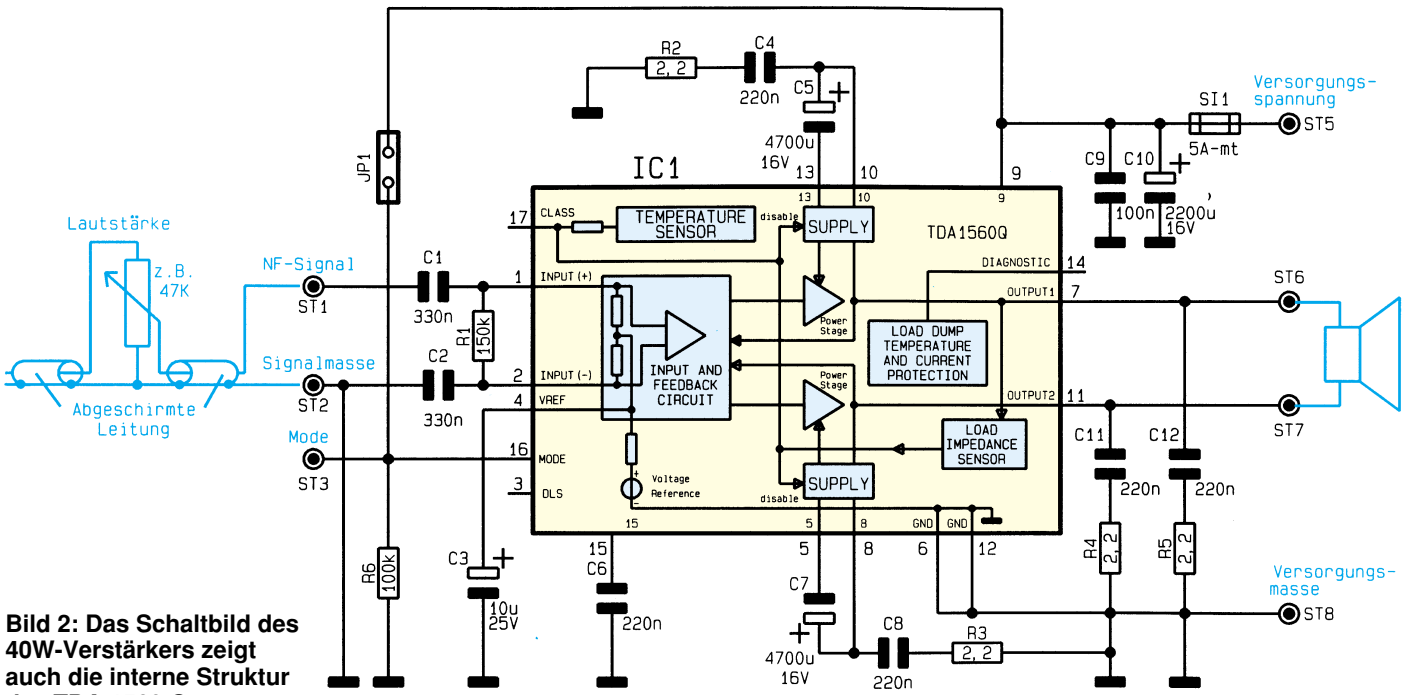 R2
2,2
C4
220n
C5
+
4700u
16V
Versorgungs-
spannung
ST5
SI1
5A-mt
C9
100n
C10
+
2200u
16V
JP1
IC1
13
10
9
13
10
9
17
CLASS
TEMPERATURE
SENSOR
disable
SUPPLY
TDA1560Q
Lautstärke
z.B.
47K
NF-Signal
ST1
C1
330n
1
INPUT(+)
R1
150k
Power
Stage
DIAGNOSTIC
14
OUTPUT1
7
ST6
LOAD DUMP
TEMPERATURE
AND CURRENT
PROTECTION
INPUT AND
FEEDBACK
CIRCUIT
Signalmasse
ST2
C2
330n
2
INPUT(-)
4
VREF
Power
Stage
OUTPUT2
11
ST7
Abgeschirmte
Leitung
Mode
ST3
16
MODE
3
DLS
+
-
Voltage
Reference
disable
SUPPLY
LOAD
IMPEDANCE
SENSOR
C11
220n
C12
220n
15
5
8
GND
GND
15
5
8
6
12
R6
100k
C3
+
10u
25V
C6
220n
C7
+
4700u
16V
C8
220n
R3
2,2
R4
2,2
R5
2,2
Versorgungs-
masse
ST8
Bild 2: Das Schaltbild des
40W-Verstärkers zeigt
auch die interne Struktur